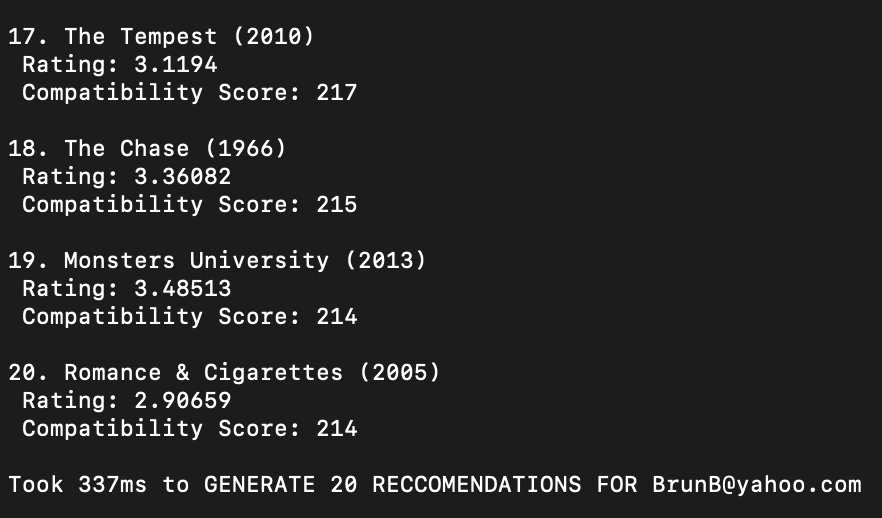 17. The Tempest (2010)
Rating: 3.1194
Compatibility Score: 217
18. The Chase (1966)
Rating: 3.36082
Compatibility Score: 215
19. Monsters University (2013)
Rating: 3.48513
Compatibility Score: 214
20. Romance & Cigarettes (2005)
Rating: 2.90659
Compatibility Score: 214
Took 337ms to GENERATE 20 RECCOMENDATIONS FOR BrunB@yahoo.com